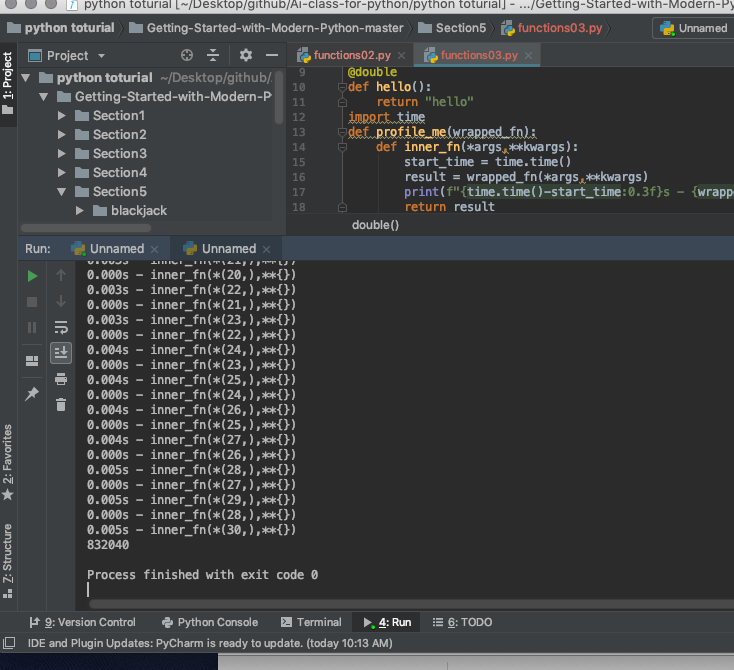 python toturial [~/Desktop/github/Ai-class-for-python/python toturial] - .../Getting-Started-with-Modern-Py
python toturial Getting-Started-with-Modern-Python-master Section5 functions03.py Unnamed
1: Project
Project
python toturial ~/Desktop/github/
Getting-Started-with-Modern-P
Section1
Section2
Section3
Section4
Section5
blackjack
functions02.py functions03.py
9 @double
10 def hello():
11 return "hello"
12 import time
13 def profile_me(wrapped_fn):
14 def inner_fn(*args,**kwargs):
15 start_time = time.time()
16 result = wrapped_fn(*args,**kwargs)
17 print(f"{time.time()-start_time:0.3f}s - {wrapp
18 return result
double()
Run: Unnamed Unnamed
0.003s - inner_fn(*(21,),**{})
0.000s - inner_fn(*(20,),**{})
0.003s - inner_fn(*(22,),**{})
0.000s - inner_fn(*(21,),**{})
0.003s - inner_fn(*(23,),**{})
0.000s - inner_fn(*(22,),**{})
0.004s - inner_fn(*(24,),**{})
0.000s - inner_fn(*(23,),**{})
0.004s - inner_fn(*(25,),**{})
0.000s - inner_fn(*(24,),**{})
0.004s - inner_fn(*(26,),**{})
0.000s - inner_fn(*(25,),**{})
0.004s - inner_fn(*(27,),**{})
0.000s - inner_fn(*(26,),**{})
0.005s - inner_fn(*(28,),**{})
0.000s - inner_fn(*(27,),**{})
0.005s - inner_fn(*(29,),**{})
0.000s - inner_fn(*(28,),**{})
0.005s - inner_fn(*(30,),**{})
832040
Process finished with exit code 0
2: Favorites
7: Structure
9: Version Control Python Console Terminal 4: Run 6: TODO
IDE and Plugin Updates: PyCharm is ready to update. (today 10:13 AM)